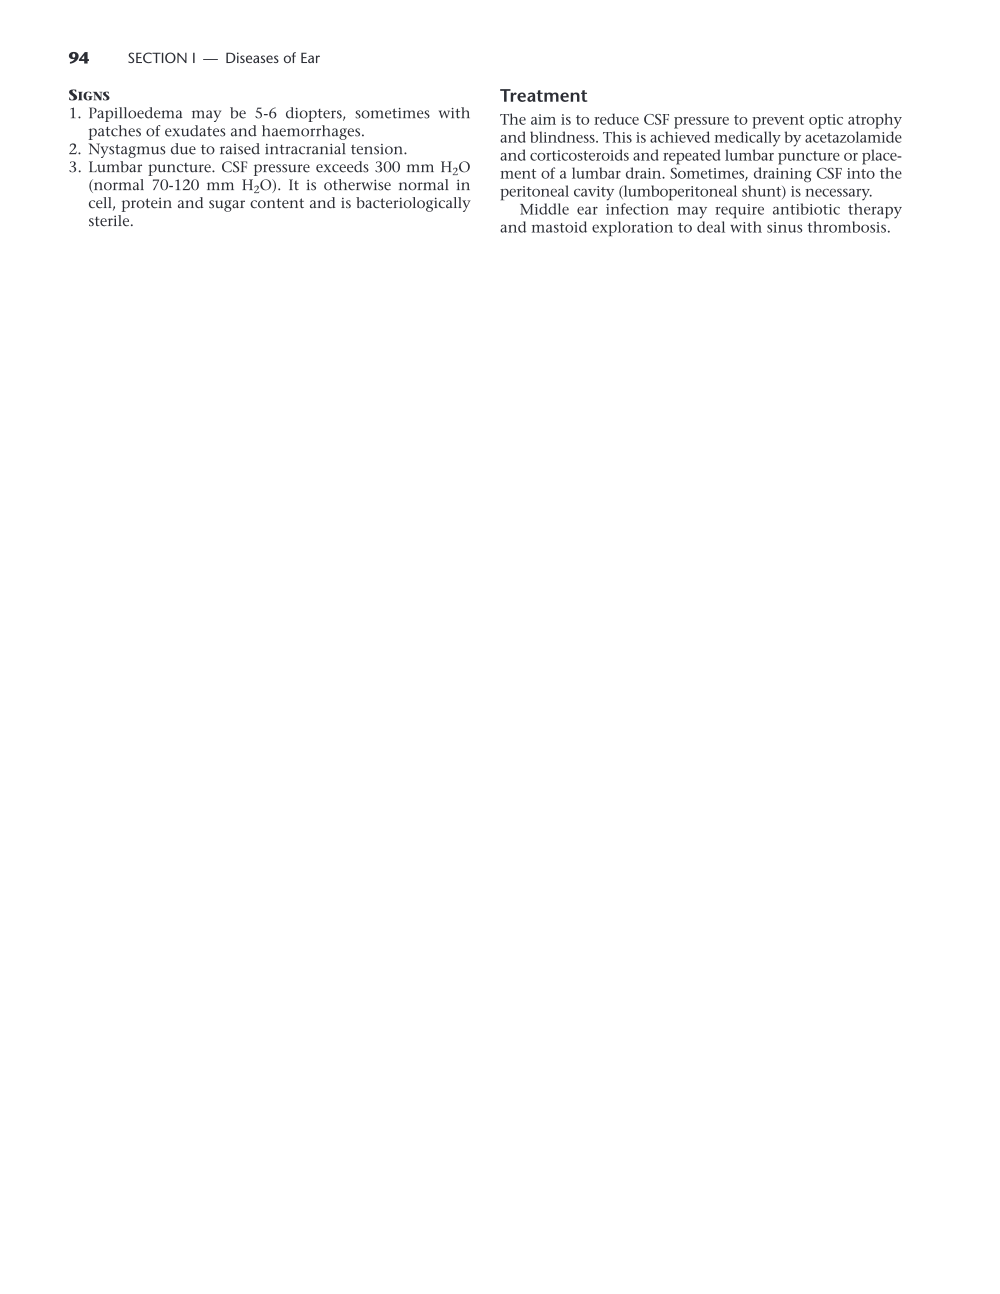 94 SECTION I — Diseases of Ear
SIGNS
1. Papilloedema may be 5-6 diopters, sometimes with
patches of exudates and haemorrhages.
2. Nystagmus due to raised intracranial tension.
3. Lumbar puncture. CSF pressure exceeds 300 mm H₂O
(normal 70-120 mm H₂O). It is otherwise normal in
cell, protein and sugar content and is bacteriologically
sterile.
Treatment
The aim is to reduce CSF pressure to prevent optic atrophy
and blindness. This is achieved medically by acetazolamide
and corticosteroids and repeated lumbar puncture or place-
ment of a lumbar drain. Sometimes, draining CSF into the
peritoneal cavity (lumboperitoneal shunt) is necessary.
Middle ear infection may require antibiotic therapy
and mastoid exploration to deal with sinus thrombosis.